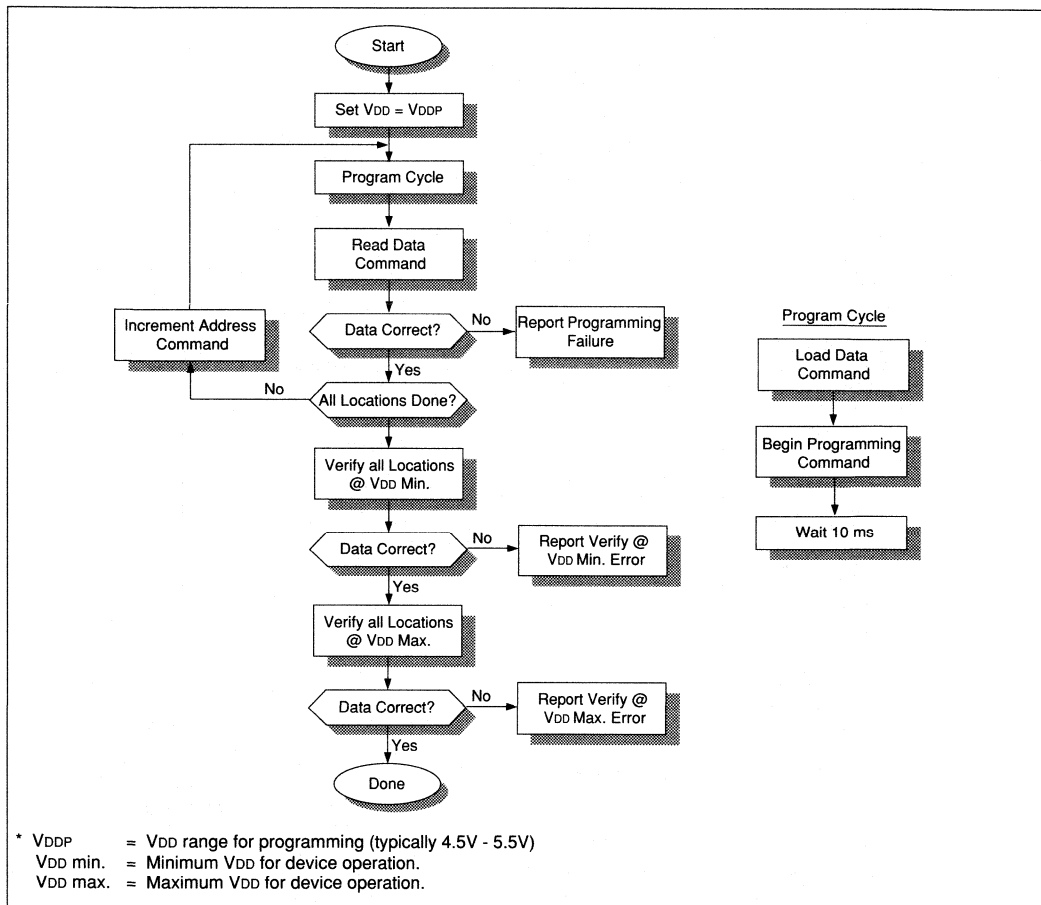 Start
Set VDD = VDDP
Program Cycle
Read Data
Command
Increment Address
Command
Data Correct?
No
Report Programming
Failure
Yes
No
All Locations Done?
Verify all Locations
@ VDD Min.
Data Correct?
No
Report Verify @
VDD Min. Error
Yes
Verify all Locations
@ VDD Max.
Data Correct?
No
Report Verify @
VDD Max. Error
Yes
Done
Program Cycle
Load Data
Command
Begin Programming
Command
Wait 10 ms
* VDDP = VDD range for programming (typically 4.5V - 5.5V)
VDD min. = Minimum VDD for device operation.
VDD max. = Maximum VDD for device operation.